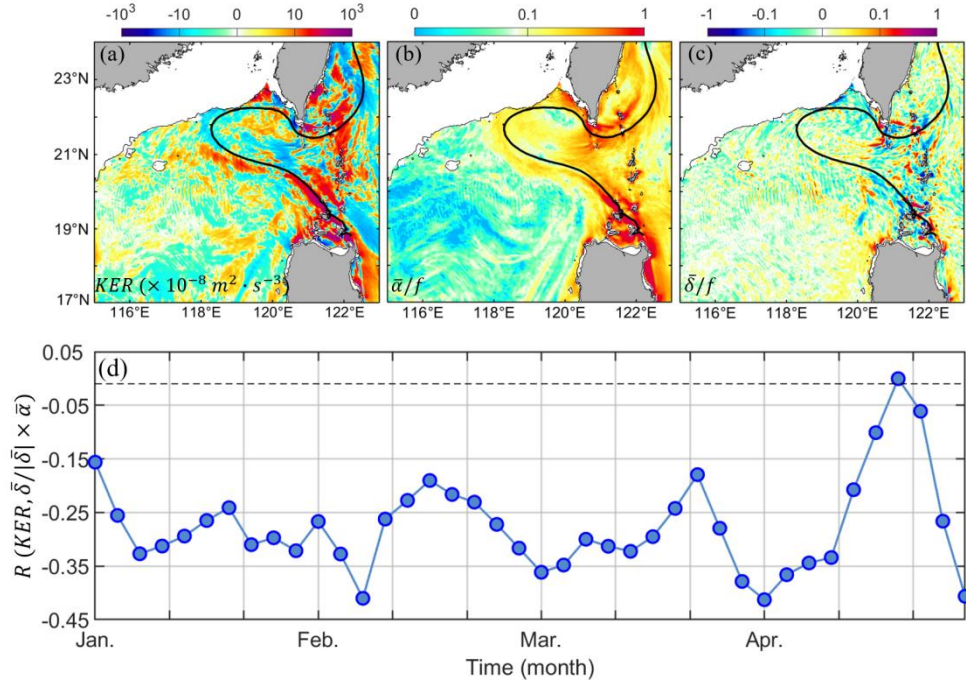 -10³ -10 0 10 10³
0 0.1 1
-1 -0.1 0 0.1 1
(a) (b) (c)
23°N
21°N
19°N
17°N
KER (× 10⁻⁸ m² · s⁻³)
ᾱ/f
δ̄/f
116°E 118°E 120°E 122°E
116°E 118°E 120°E 122°E
116°E 118°E 120°E 122°E
(d)
0.05
-0.05
-0.15
-0.25
-0.35
-0.45
R (KER, δ̄/|δ̄| × ᾱ)
Jan. Feb. Mar. Apr.
Time (month)